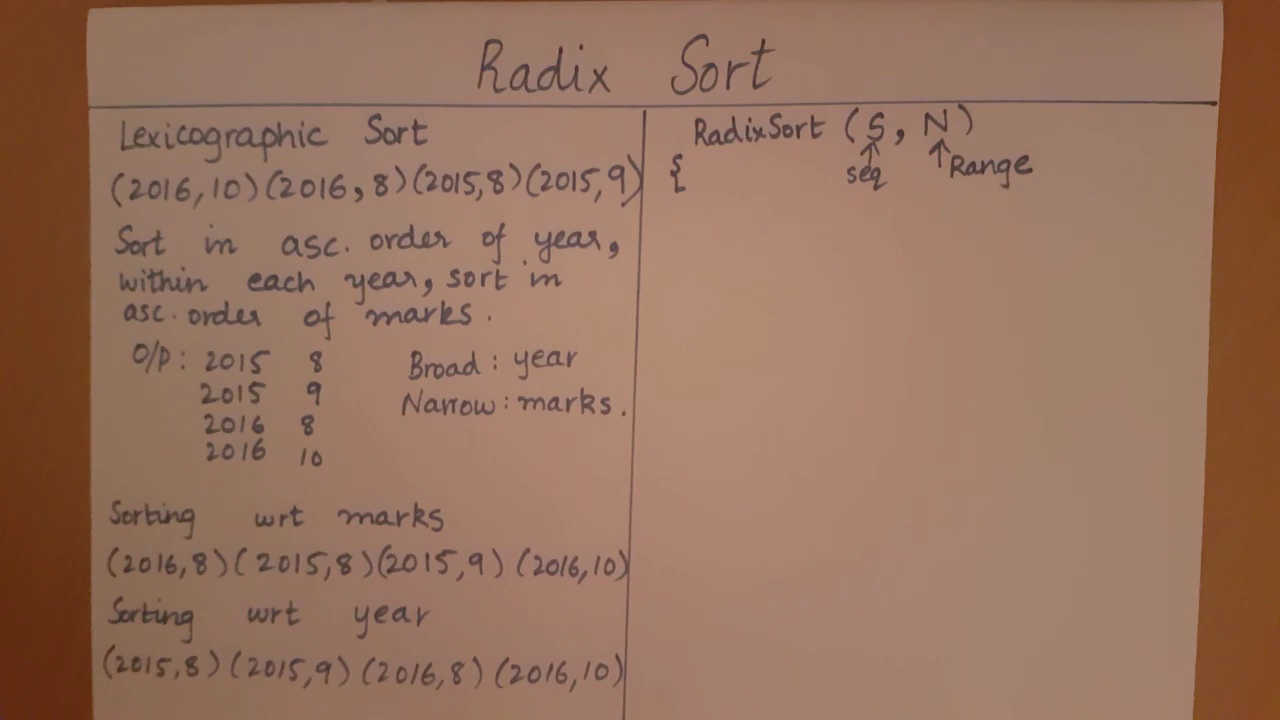 Radix Sort
Lexicographic Sort
(2016,10)(2016,8)(2015,8)(2015,9)
Sort in asc. order of year,
within each year, sort in
asc. order of marks.
O/P: 2015 8
2015 9
2016 8
2016 10
Broad: year
Narrow: marks.
Sorting wrt marks
(2016,8)(2015,8)(2015,9)(2016,10)
Sorting wrt year
(2015,8)(2015,9)(2016,8)(2016,10)
RadixSort (S, N)
{ seq Range